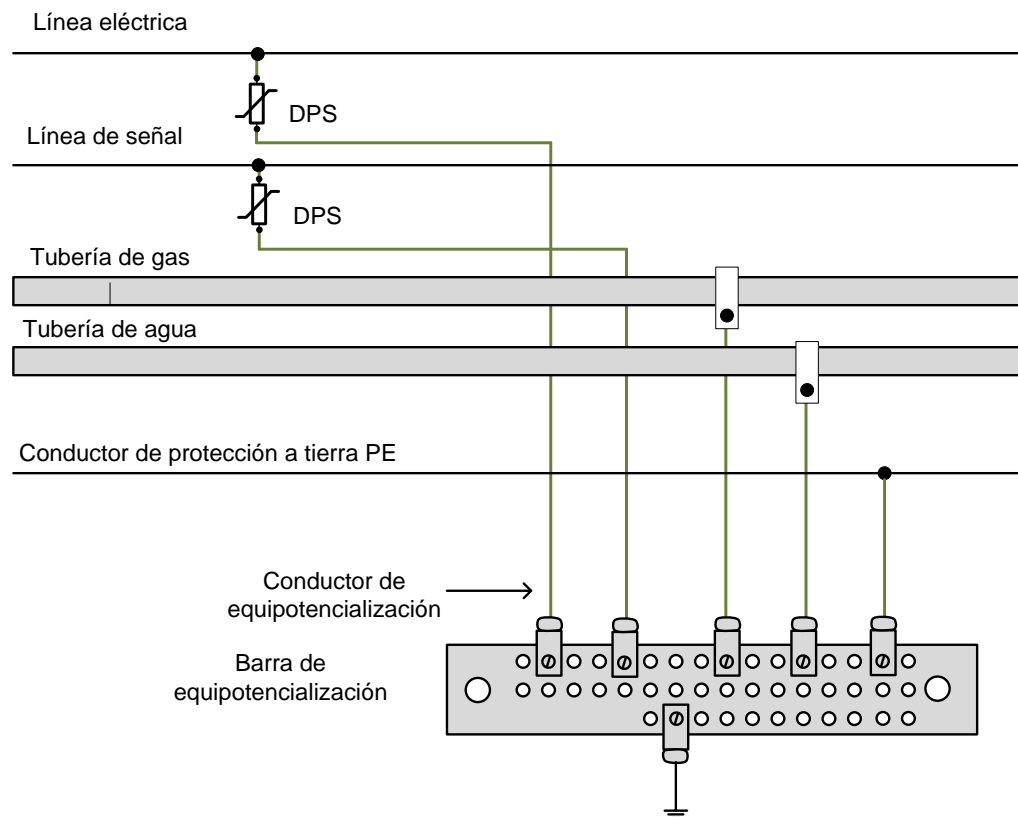 Línea eléctrica
DPS
Línea de señal
DPS
Tubería de gas
Tubería de agua
Conductor de protección a tierra PE
Conductor de
equipotencialización
Barra de
equipotencialización